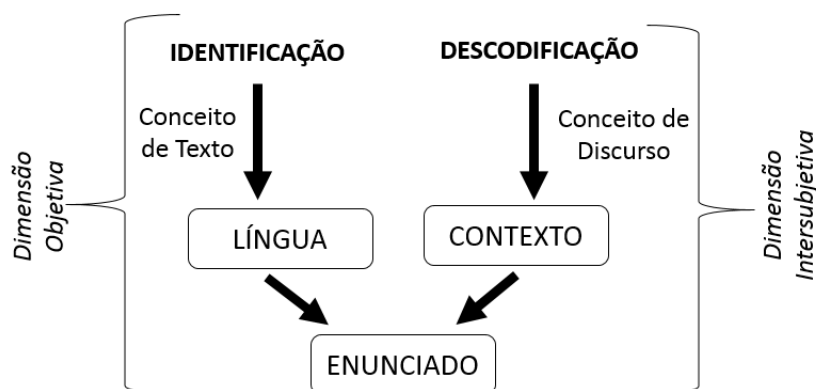 IDENTIFICAÇÃO
DESCODIFICAÇÃO
Conceito
de Texto
Conceito de
Discurso
Dimensão
Objetiva
Dimensão
Intersubjetiva
LÍNGUA
CONTEXTO
ENUNCIADO